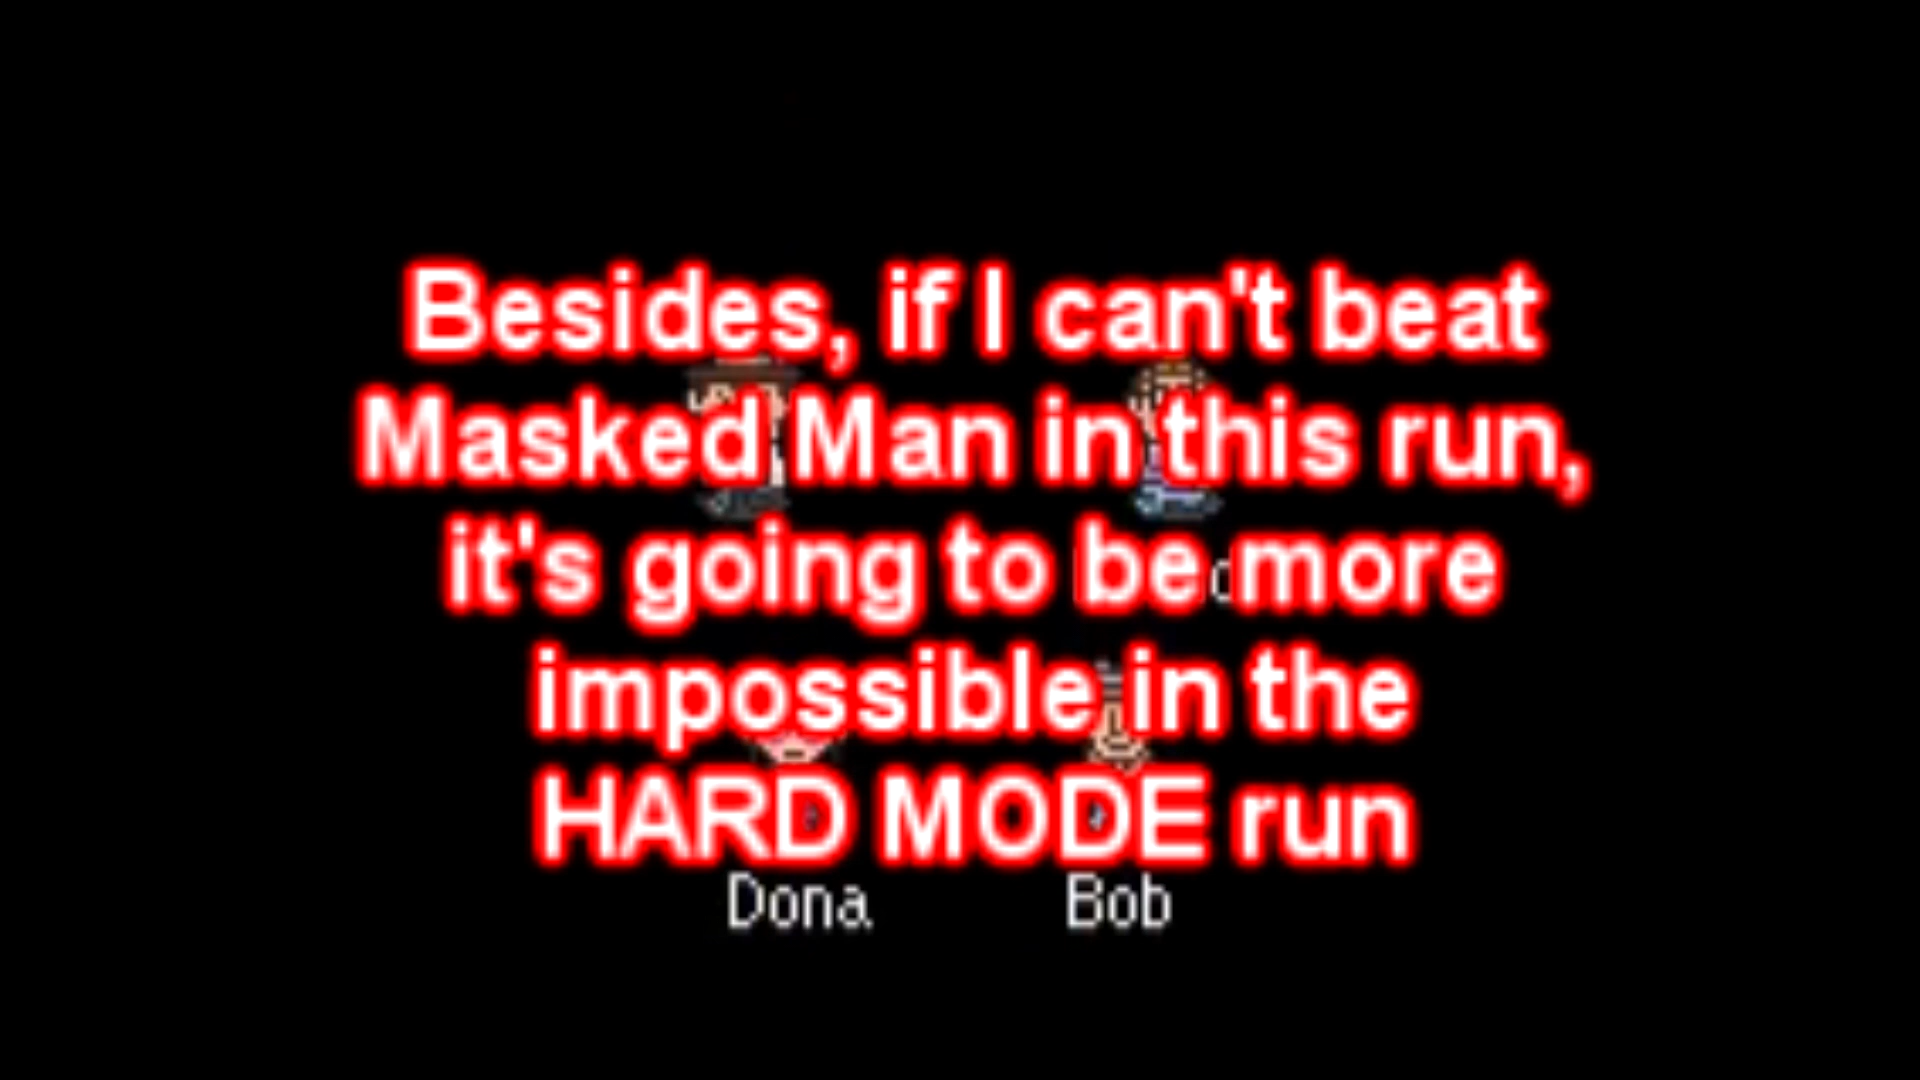 Besides, if I can't beat
Masked Man in this run,
it's going to be more
impossible in the
HARD MODE run
Dona Bob